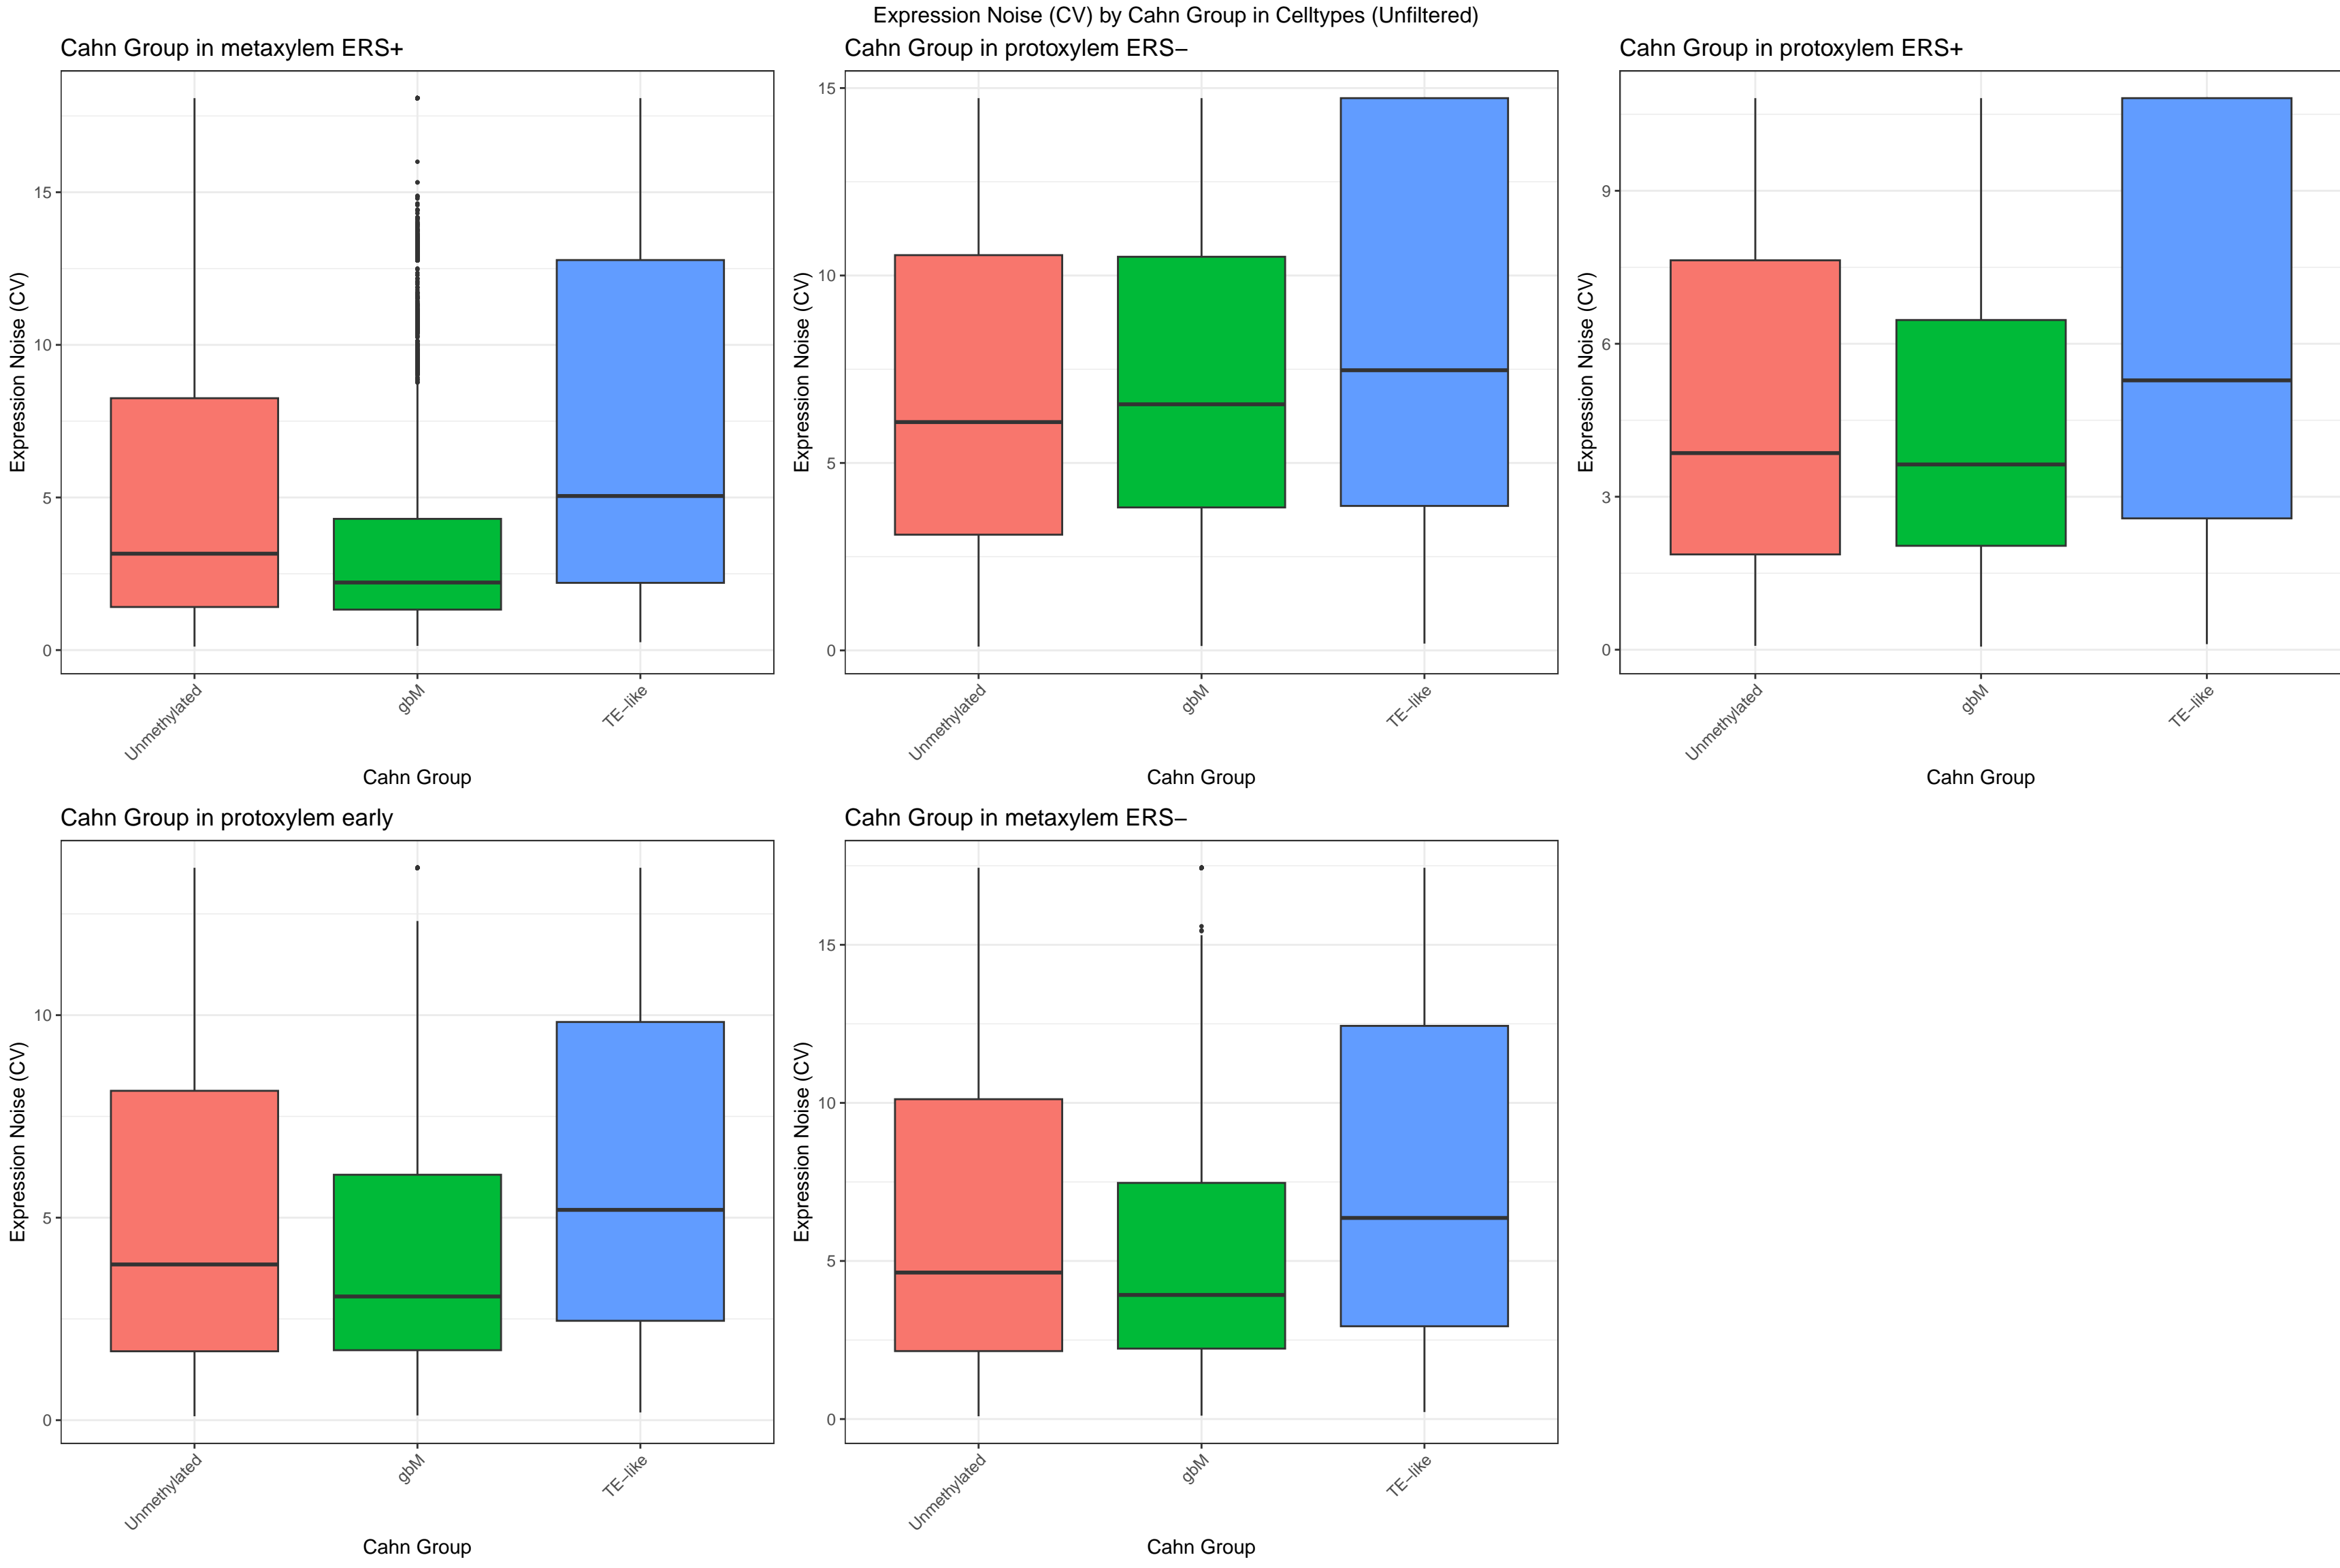 Expression Noise (CV) by Cahn Group in Celltypes (Unfiltered)
Cahn Group in metaxylem ERS+
Expression Noise (CV)
15
10
5
0
Unmethylated
gbM
TE−like
Cahn Group
Cahn Group in protoxylem ERS−
Expression Noise (CV)
15
10
5
0
Unmethylated
gbM
TE−like
Cahn Group
Cahn Group in protoxylem ERS+
Expression Noise (CV)
9
6
3
0
Unmethylated
gbM
TE−like
Cahn Group
Cahn Group in protoxylem early
Expression Noise (CV)
10
5
0
Unmethylated
gbM
TE−like
Cahn Group
Cahn Group in metaxylem ERS−
Expression Noise (CV)
15
10
5
0
Unmethylated
gbM
TE−like
Cahn Group